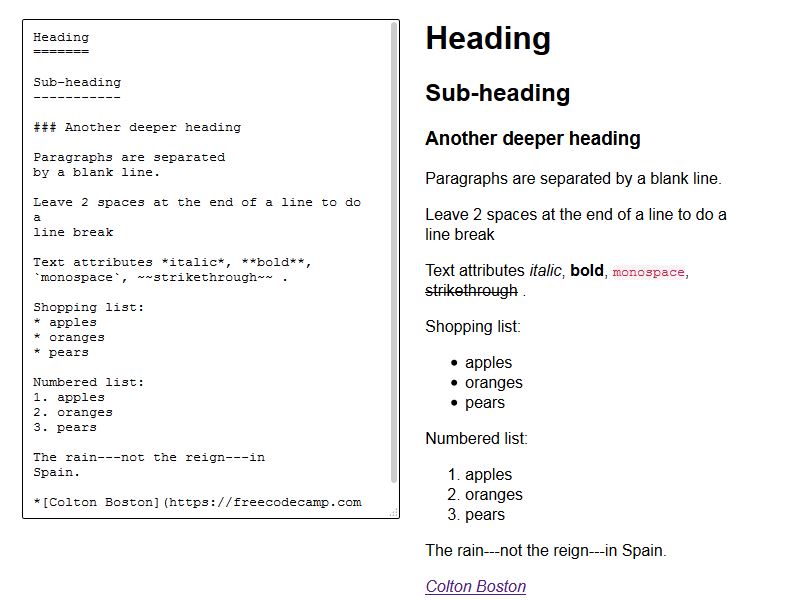 Heading
=======
Sub-heading
-----------
### Another deeper heading
Paragraphs are separated
by a blank line.
Leave 2 spaces at the end of a line to do
a
line break
Text attributes *italic*, **bold**,
`monospace`, ~~strikethrough~~ .
Shopping list:
* apples
* oranges
* pears
Numbered list:
1. apples
2. oranges
3. pears
The rain---not the reign---in
Spain.
*[Colton Boston](https://freecodecamp.com
Heading
Sub-heading
Another deeper heading
Paragraphs are separated by a blank line.
Leave 2 spaces at the end of a line to do a
line break
Text attributes italic, bold, monospace,
strikethrough .
Shopping list:
• apples
• oranges
• pears
Numbered list:
1. apples
2. oranges
3. pears
The rain---not the reign---in Spain.
Colton Boston